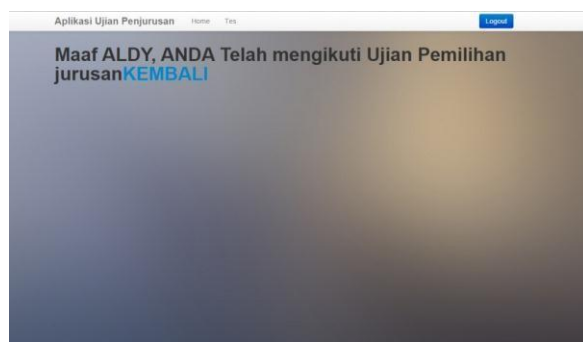 Aplikasi Ujian Penjurusan Home Tes Logout
Maaf ALDY, ANDA Telah mengikuti Ujian Pemilihan
jurusanKEMBALI